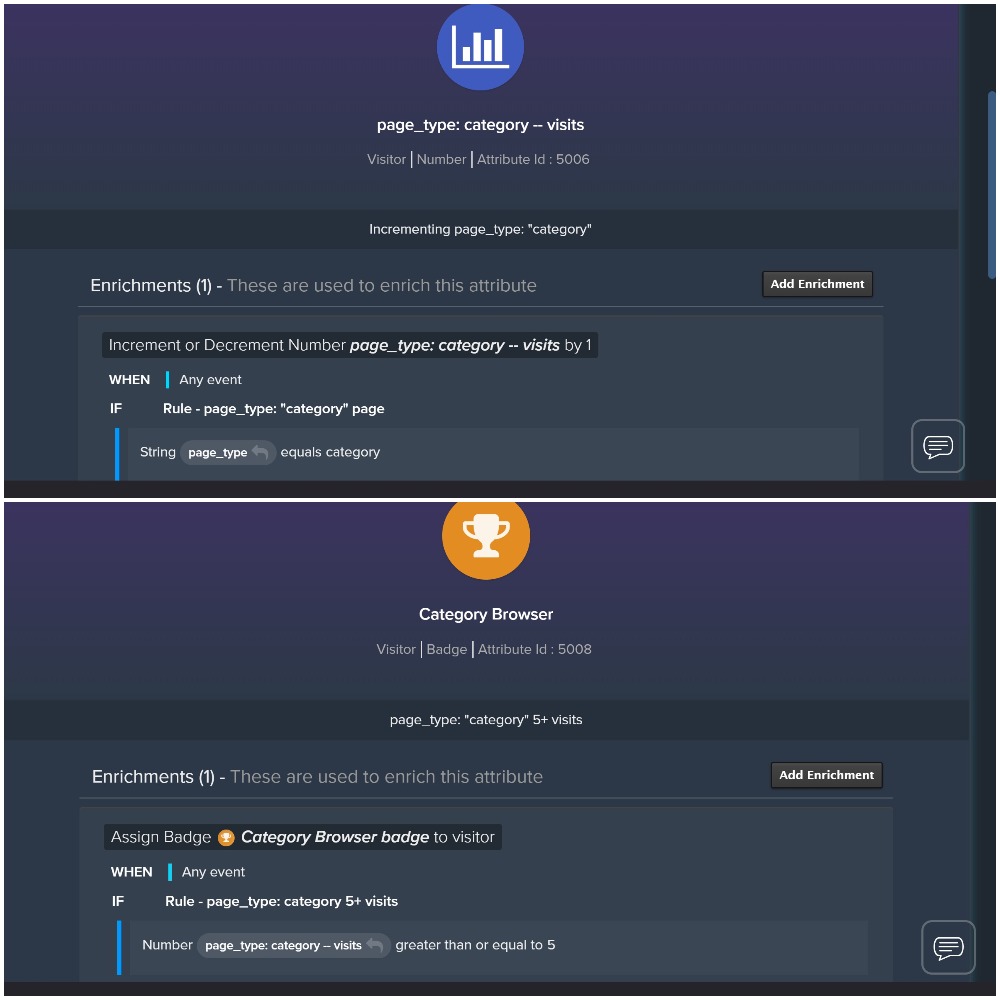 page_type: category -- visits
Visitor | Number | Attribute Id : 5006
Incrementing page_type: "category"
Enrichments (1) - These are used to enrich this attribute
Add Enrichment
Increment or Decrement Number page_type: category -- visits by 1
WHEN Any event
IF Rule - page_type: "category" page
String page_type equals category
Category Browser
Visitor | Badge | Attribute Id : 5008
page_type: "category" 5+ visits
Enrichments (1) - These are used to enrich this attribute
Add Enrichment
Assign Badge Category Browser badge to visitor
WHEN Any event
IF Rule - page_type: category 5+ visits
Number page_type: category -- visits greater than or equal to 5